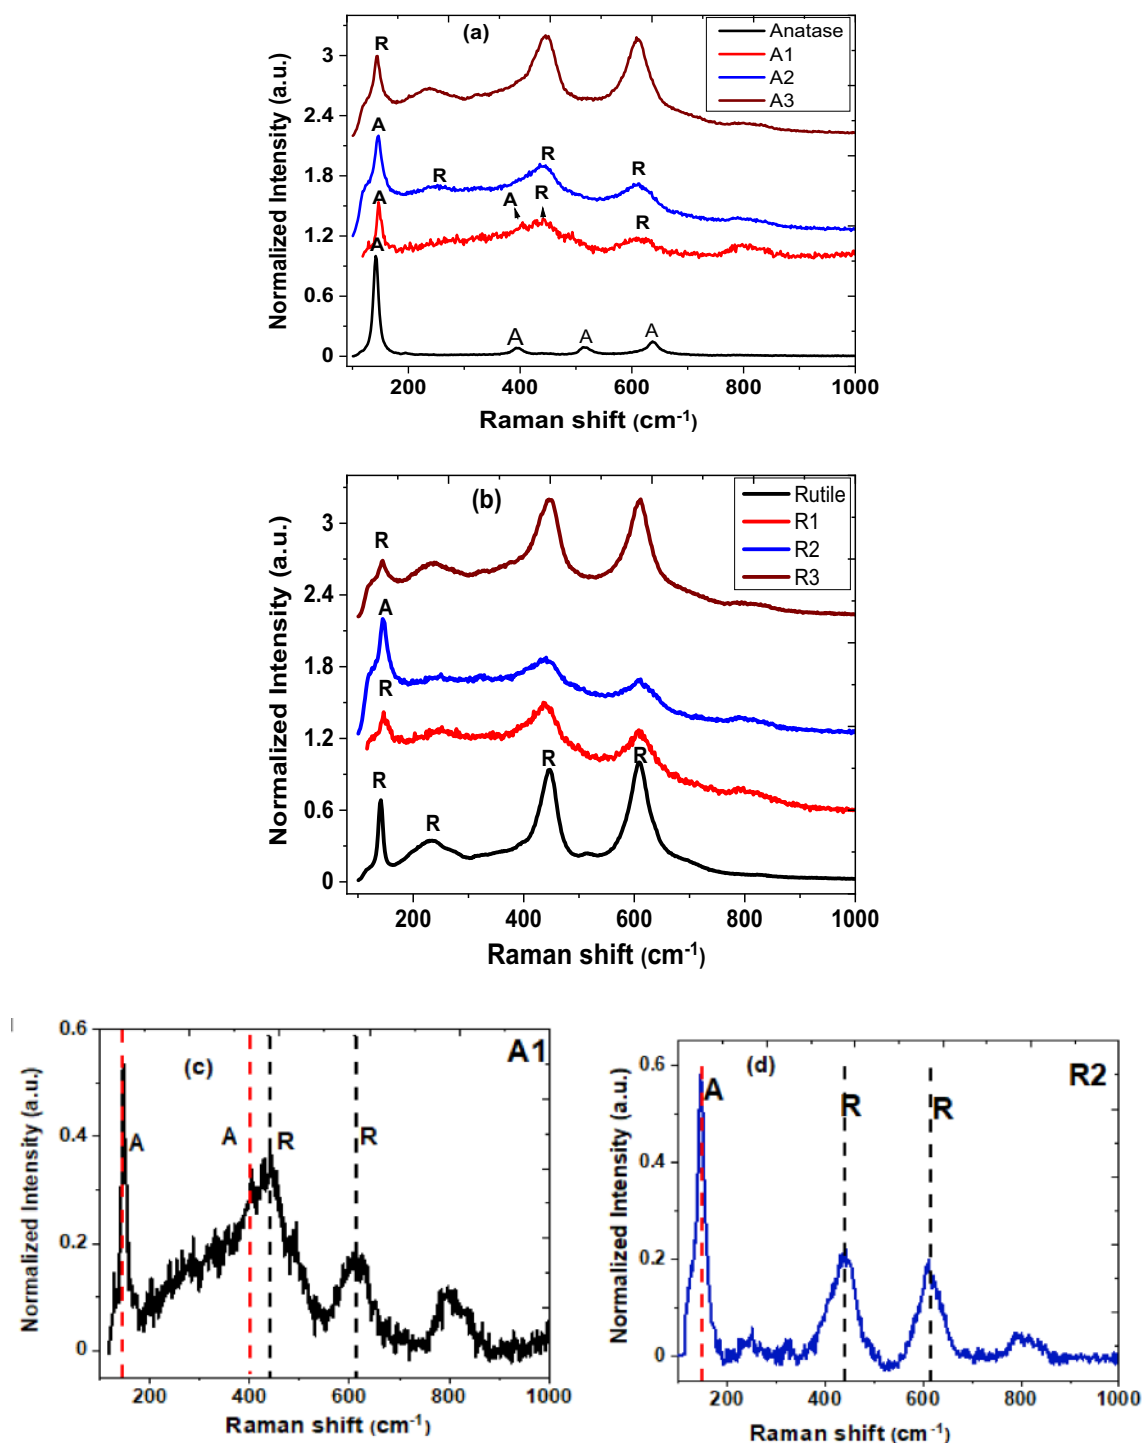 (a)
Anatase
A1
A2
A3
R
A
R
R
R
A
A
R
R
A
A
A
A
3
2.4
1.8
1.2
0.6
0
Normalized Intensity (a.u.)
200 400 600 800 1000
Raman shift (cm-1)
(b)
Rutile
R1
R2
R3
R
A
R
R
R
R
R
3
2.4
1.8
1.2
0.6
0
Normalized Intensity (a.u.)
200 400 600 800 1000
Raman shift (cm-1)
(c)
A1
A
A
R
R
0.6
0.4
0.2
0
Normalized Intensity (a.u.)
200 400 600 800 1000
Raman shift (cm-1)
(d)
R2
A
R
R
0.6
0.4
0.2
0
Normalized Intensity (a.u.)
200 400 600 800 1000
Raman shift (cm-1)